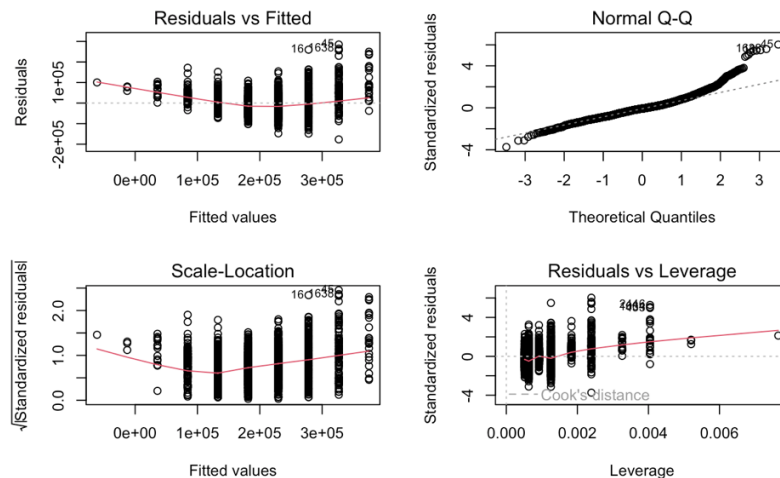 Residuals vs Fitted
Residuals
-2e+05
1e+05
0e+00
1e+05
2e+05
3e+05
Fitted values
Normal Q-Q
Standardized residuals
-4
0
4
-3
-2
-1
0
1
2
3
Theoretical Quantiles
Scale-Location
√|Standardized residuals|
0.0
1.0
2.0
0e+00
1e+05
2e+05
3e+05
Fitted values
Residuals vs Leverage
Standardized residuals
-4
0
4
Cook's distance
0.000
0.002
0.004
0.006
Leverage